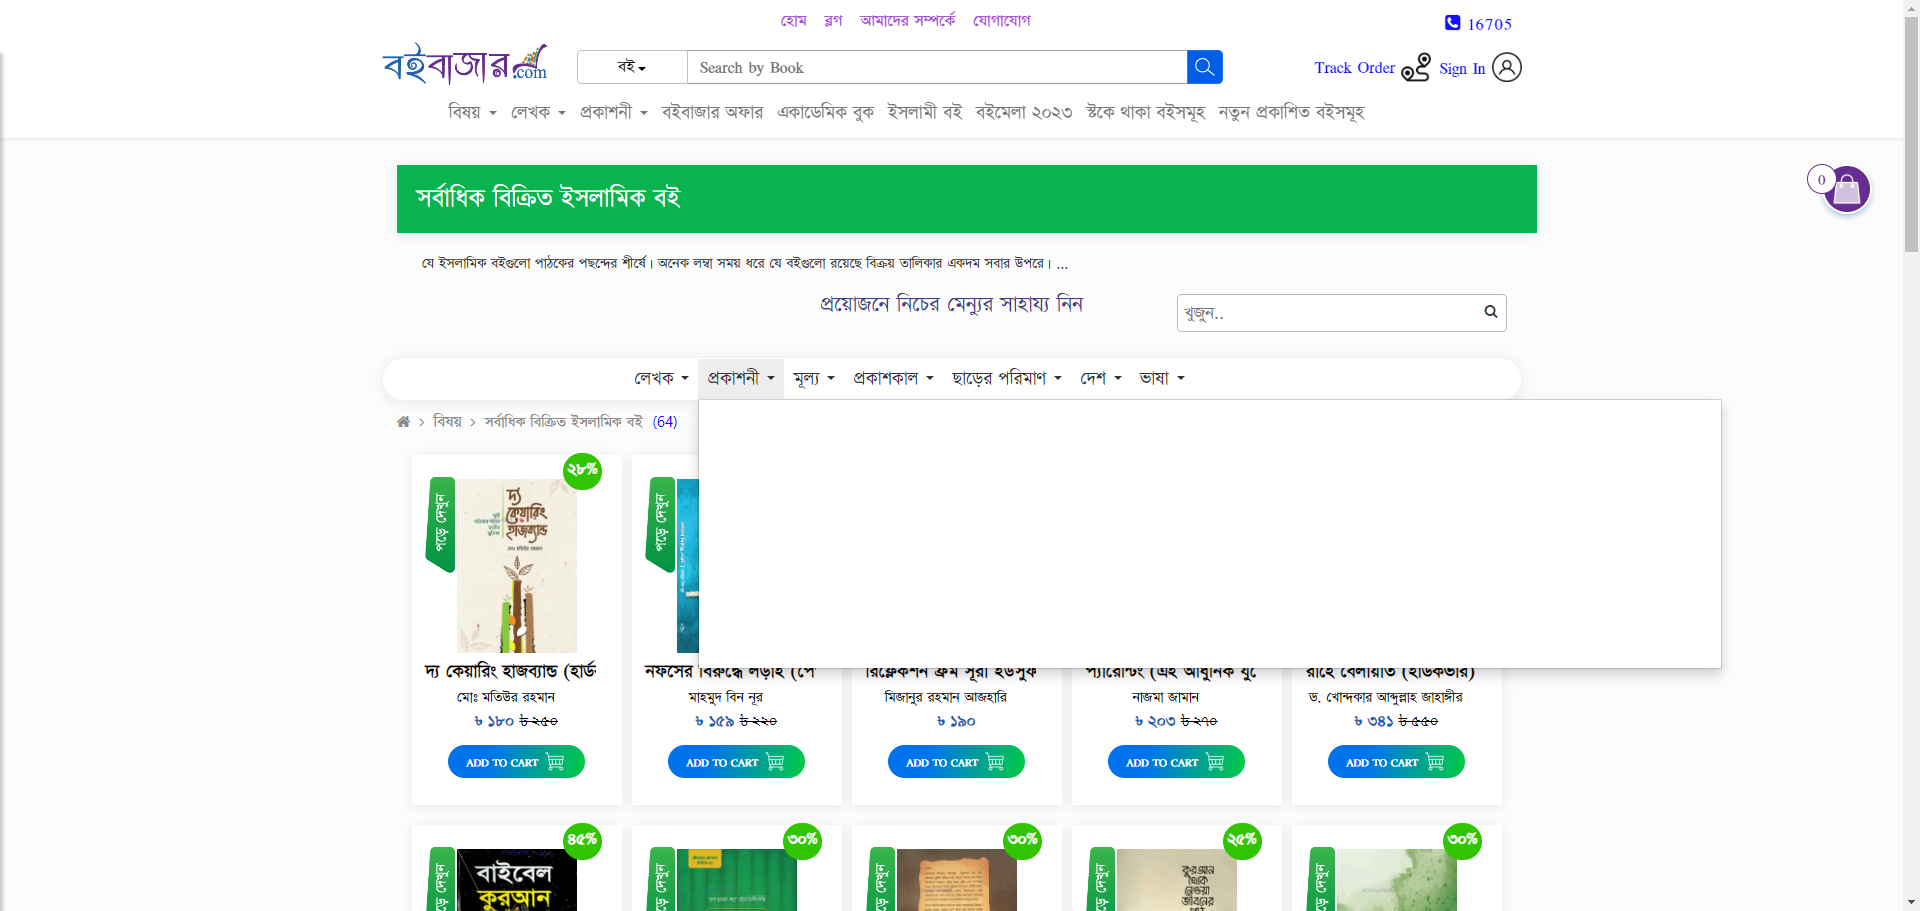 হোম ব্লগ আমাদের সম্পর্কে যোগাযোগ
16705
বইবাজার.com
বই
Search by Book
Track Order
Sign In
বিষয় লেখক প্রকাশনী বইবাজার অফার একাডেমিক বুক ইসলামী বই বইমেলা ২০২৩ স্টকে থাকা বইসমূহ নতুন প্রকাশিত বইসমূহ
সর্বাধিক বিক্রিত ইসলামিক বই
0
যে ইসলামিক বইগুলো পাঠকের পছন্দের শীর্ষে। অনেক লম্বা সময় ধরে যে বইগুলো রয়েছে বিক্রয় তালিকার একদম সবার উপরে। ...
প্রয়োজনে নিচের মেন্যুর সাহায্য নিন
খুজুন..
লেখক প্রকাশনী মূল্য প্রকাশকাল ছাড়ের পরিমাণ দেশ ভাষা
বিষয় > সর্বাধিক বিক্রিত ইসলামিক বই (64)
২৮%
পড়ে দেখুন
দ্য
কেয়ারিং
হাজব্যান্ড
মোঃ মতিউর রহমান
পড়ে দেখুন
দ্য কেয়ারিং হাজব্যান্ড (হার্ড
মোঃ মতিউর রহমান
৳ ১৮০ ৳ ২৫০
ADD TO CART
নফসের বিরুদ্ধে লড়াই (পে
মাহমুদ বিন নূর
৳ ১৫৯ ৳ ২২০
ADD TO CART
রিফ্লেকশন ফ্রম সূরা ইউসুফ
মিজানুর রহমান আজহারি
৳ ১৯০
ADD TO CART
প্যারেন্টিং (এই আধুনিক যুগে
নাজমা জামান
৳ ২০৩ ৳ ২৭০
ADD TO CART
রাহে বেলায়াত (হার্ডকভার)
ড. খোন্দকার আব্দুল্লাহ জাহাঙ্গীর
৳ ৩৪১ ৳ ৫৫০
ADD TO CART
৪৫%
পড়ে দেখুন
বাইবেল
কুরআন
৩০%
পড়ে দেখুন
৩০%
পড়ে দেখুন
২৫%
পড়ে দেখুন
কুরআন
থেকে
নেওয়া
জীবনের
পাঠ
৩০%
পড়ে দেখুন